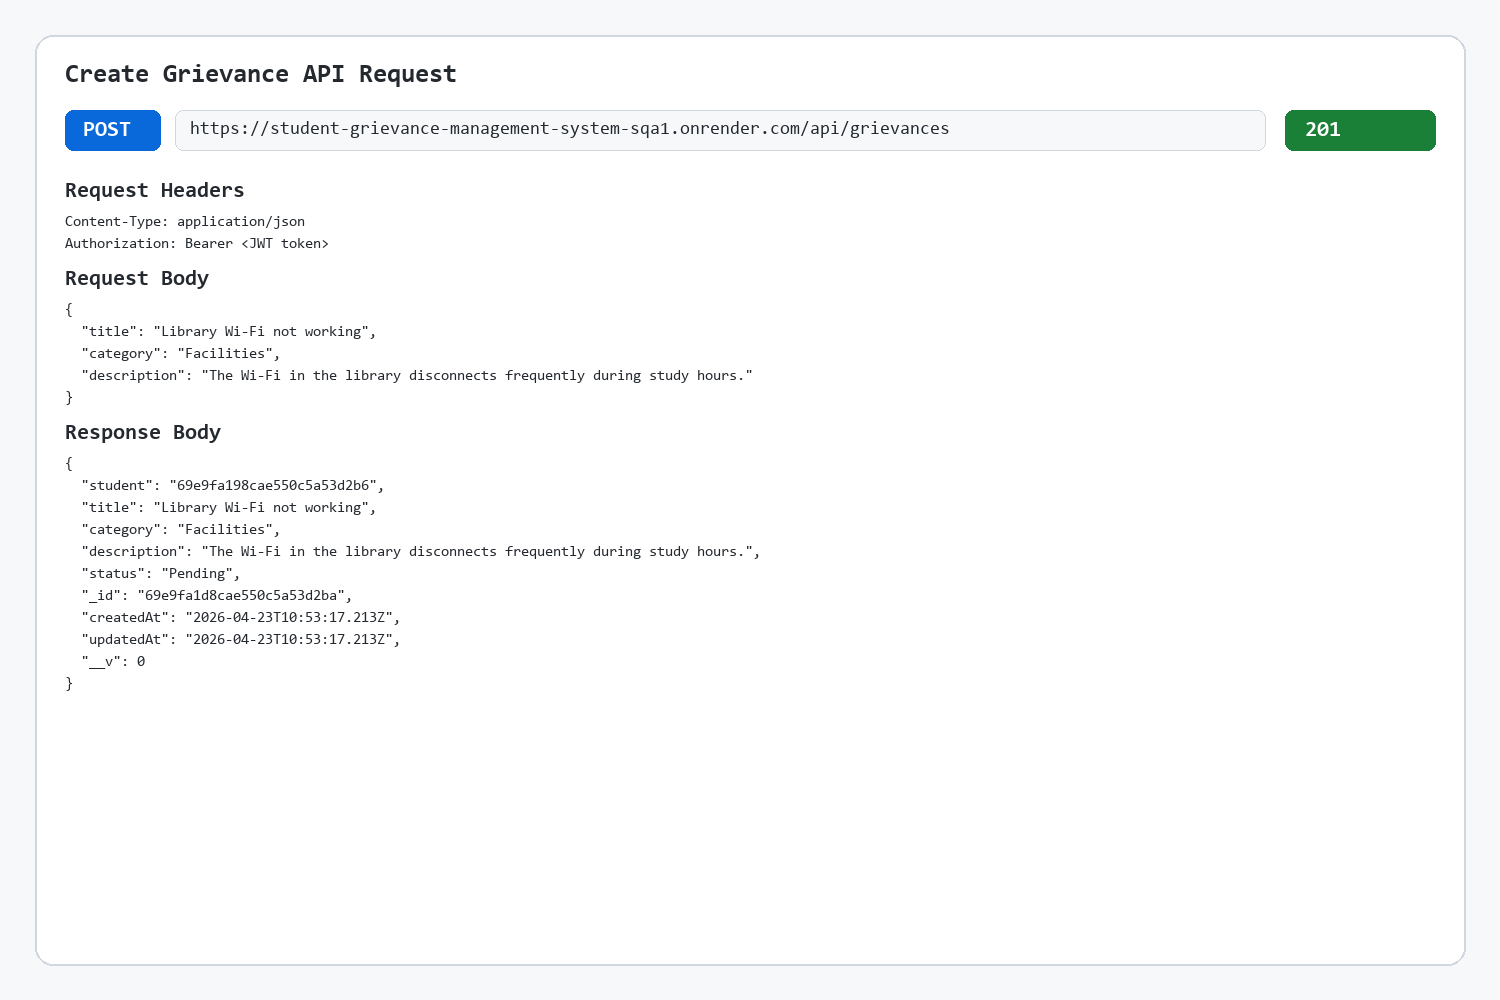 Create Grievance API Request
POST https://student-grievance-management-system-sqa1.onrender.com/api/grievances 201
Request Headers
Content-Type: application/json
Authorization: Bearer <JWT token>
Request Body
{
  "title": "Library Wi-Fi not working",
  "category": "Facilities",
  "description": "The Wi-Fi in the library disconnects frequently during study hours."
}
Response Body
{
  "student": "69e9fa198cae550c5a53d2b6",
  "title": "Library Wi-Fi not working",
  "category": "Facilities",
  "description": "The Wi-Fi in the library disconnects frequently during study hours.",
  "status": "Pending",
  "_id": "69e9fa1d8cae550c5a53d2ba",
  "createdAt": "2026-04-23T10:53:17.213Z",
  "updatedAt": "2026-04-23T10:53:17.213Z",
  "__v": 0
}